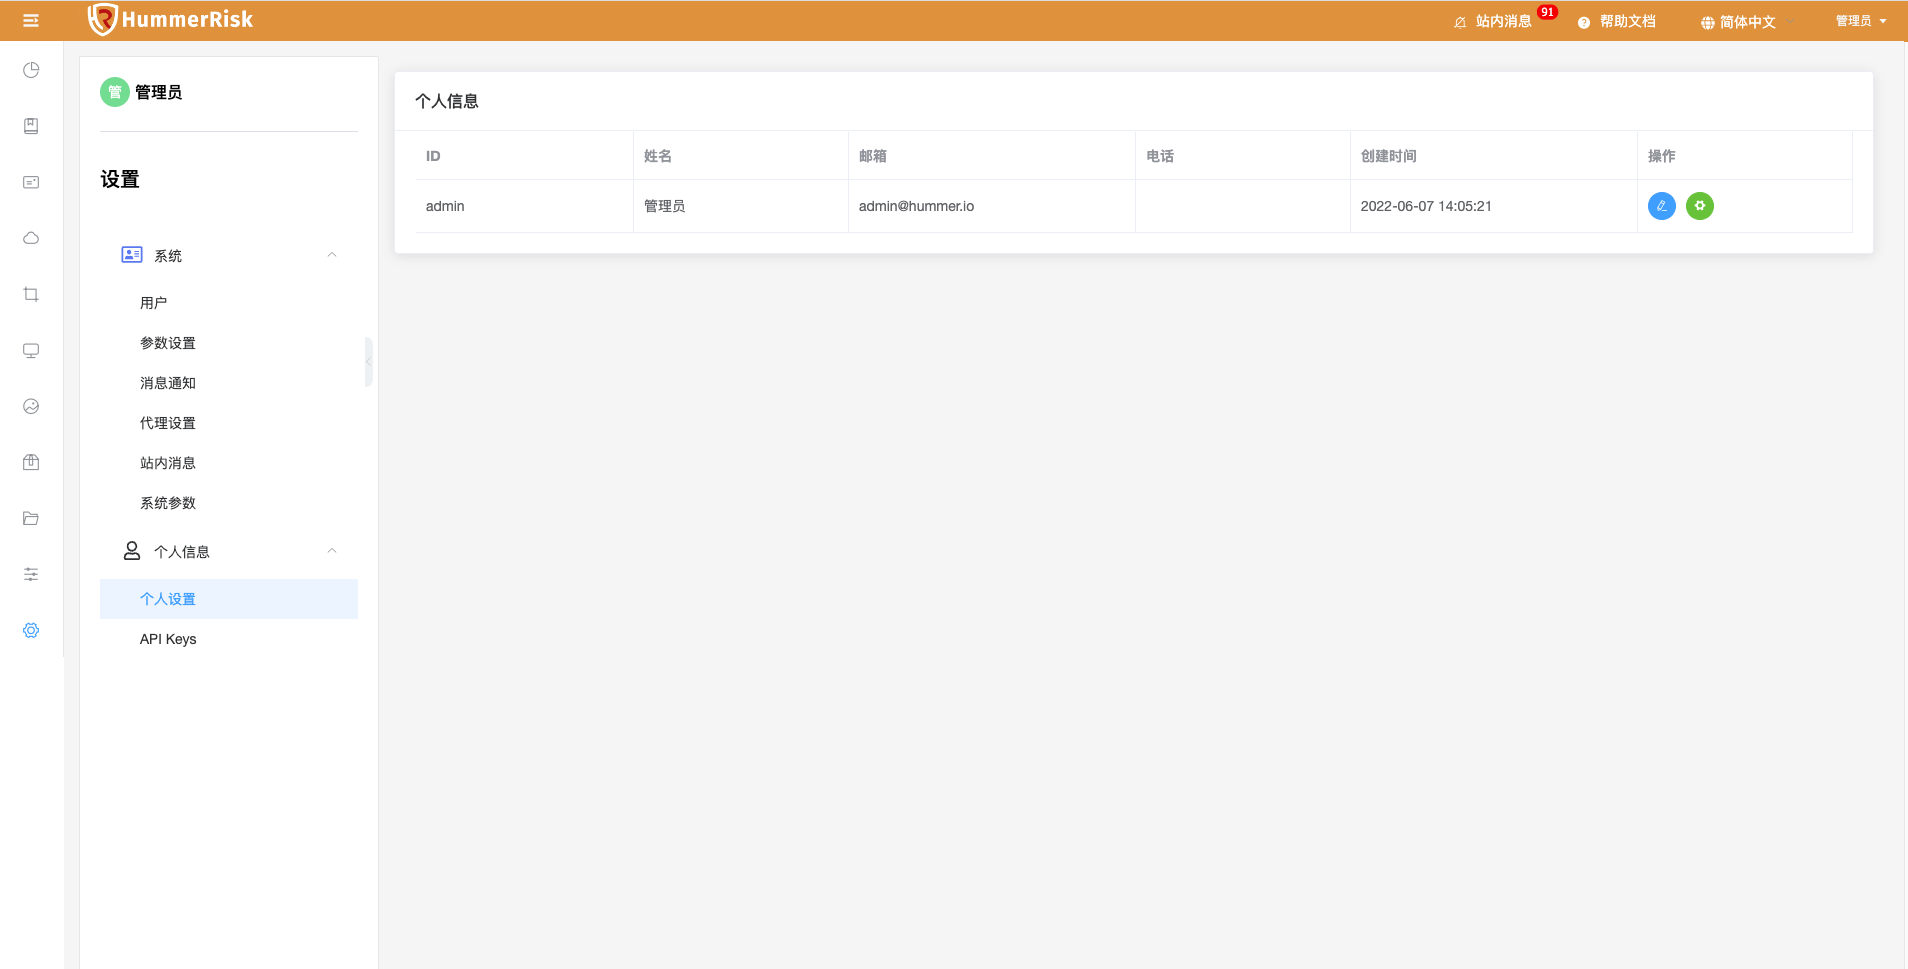 HummerRisk
站内消息 91
帮助文档
简体中文
管理员
管 管理员
设置
系统
用户
参数设置
消息通知
代理设置
站内消息
系统参数
个人信息
个人设置
API Keys
个人信息
ID 姓名 邮箱 电话 创建时间 操作
admin 管理员 admin@hummer.io 2022-06-07 14:05:21